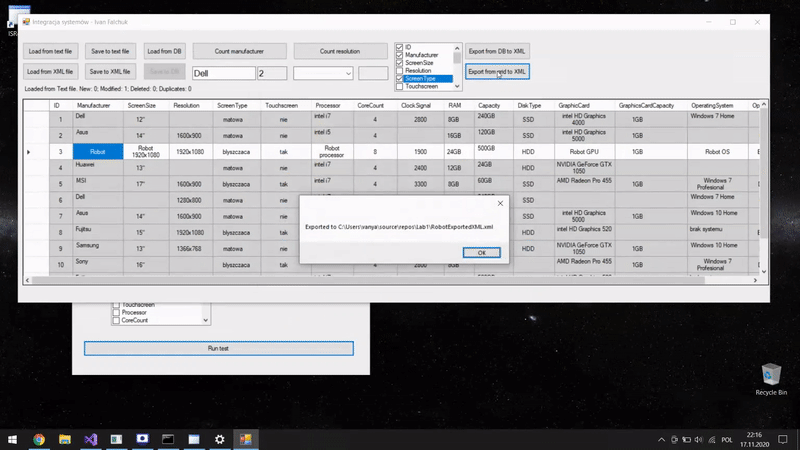 ISR
Integracja systemów - Ivan Fatchuk
Load from text file Save to text file Load from DB Count manufacturer Count resolution Export from DB to XML
Load from XML file Save to XML file Save to DB Dell 2 Export from grid to XML
ID
Manufacturer
ScreenSize
Resolution
ScreenType
Touchscreen
Loaded from Text file. New: 0; Modified: 1; Deleted: 0; Duplicates: 0
ID Manufacturer ScreenSize Resolution ScreenType Touchscreen Processor CoreCount ClockSignal RAM Capacity DiskType GraphicCard GraphicsCardCapacity OperatingSystem
1 Dell 12" matowa nie intel i7 4 2800 8GB 240GB SSD intel HD Graphics 4000 1GB Windows 7 Home
2 Asus 14" 1600x900 matowa nie intel i5 4 16GB 120GB SSD intel HD Graphics 5000 1GB
3 Robot Robot 1920x1080 1920x1080 blyszczaca tak Robot processor 8 1900 24GB 500GB HDD Robot GPU 1GB Robot OS
4 Huawei 13" matowa nie intel i7 4 2400 12GB HDD NVIDIA GeForce GTX 1050
5 MSI 17" 1600x900 blyszczaca tak intel i7 4 3300 8GB 60GB SSD AMD Radeon Pro 455 1GB Windows 7 Profesional
6 Dell 1280x800 matowa nie SSD
7 Asus 14" 1600x900 matowa nie SSD intel HD Graphics 5000 1GB Windows 10 Home
8 Fujitsu 15" 1920x1080 blyszczaca tak HDD intel HD Graphics 520 brak systemu
9 Samsung 13" 1366x768 matowa nie HDD NVIDIA GeForce GTX 1050 1GB Windows 10 Home
10 Sony 16" blyszczaca tak 4 2800 8GB SSD AMD Radeon Pro 455 1GB Windows 7 Profesional
Exported to C:\Users\vanya\source\repos\Lab1\RobotExportedXML.xml
OK
Touchscreen
Processor
CoreCount
Run test
Recycle Bin
POL
22:16
17.11.2020